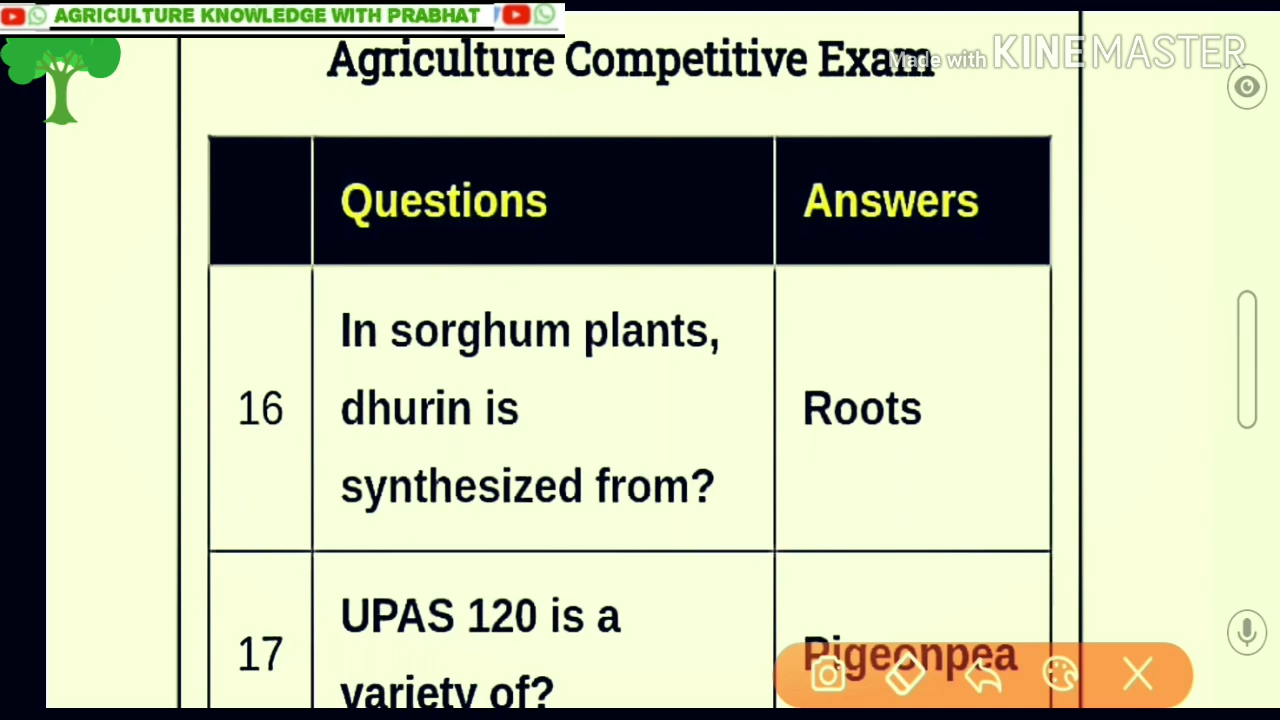 AGRICULTURE KNOWLEDGE WITH PRABHAT
Agriculture Competitive Exam
Made with KINEMASTER
Questions Answers
In sorghum plants,
16 dhurin is Roots
synthesized from?
UPAS 120 is a
17 Pigeonpea
variety of?